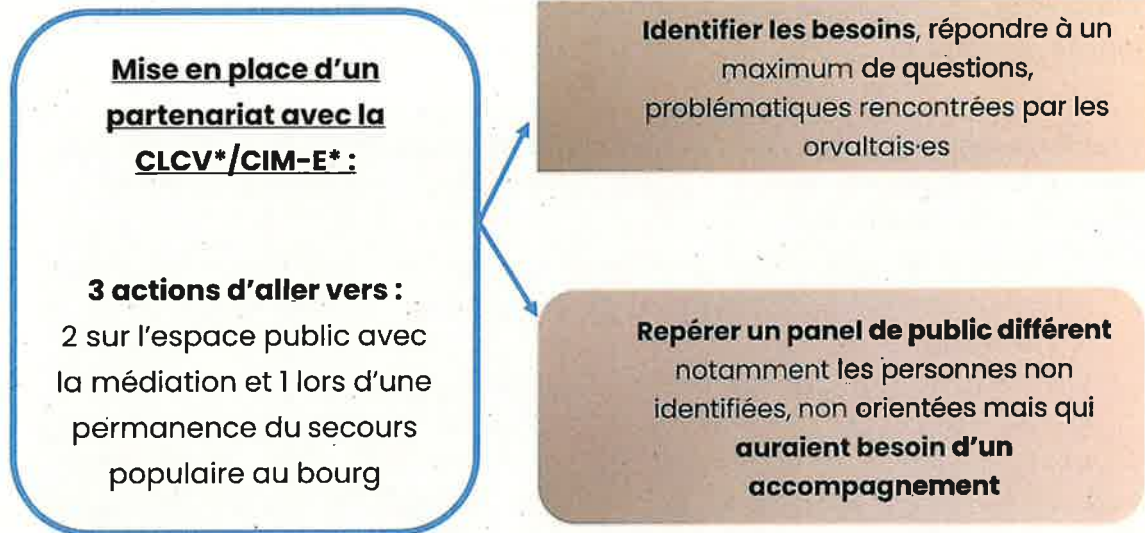 Mise en place d'un
partenariat avec la
CLCV*/CIM-E* :
3 actions d'aller vers :
2 sur l'espace public avec
la médiation et 1 lors d'une
permanence du secours
populaire au bourg
Identifier les besoins, répondre à un
maximum de questions,
problématiques rencontrées par les
orvaltais·es
Repérer un panel de public différent
notamment les personnes non
identifiées, non orientées mais qui
auraient besoin d'un
accompagnement